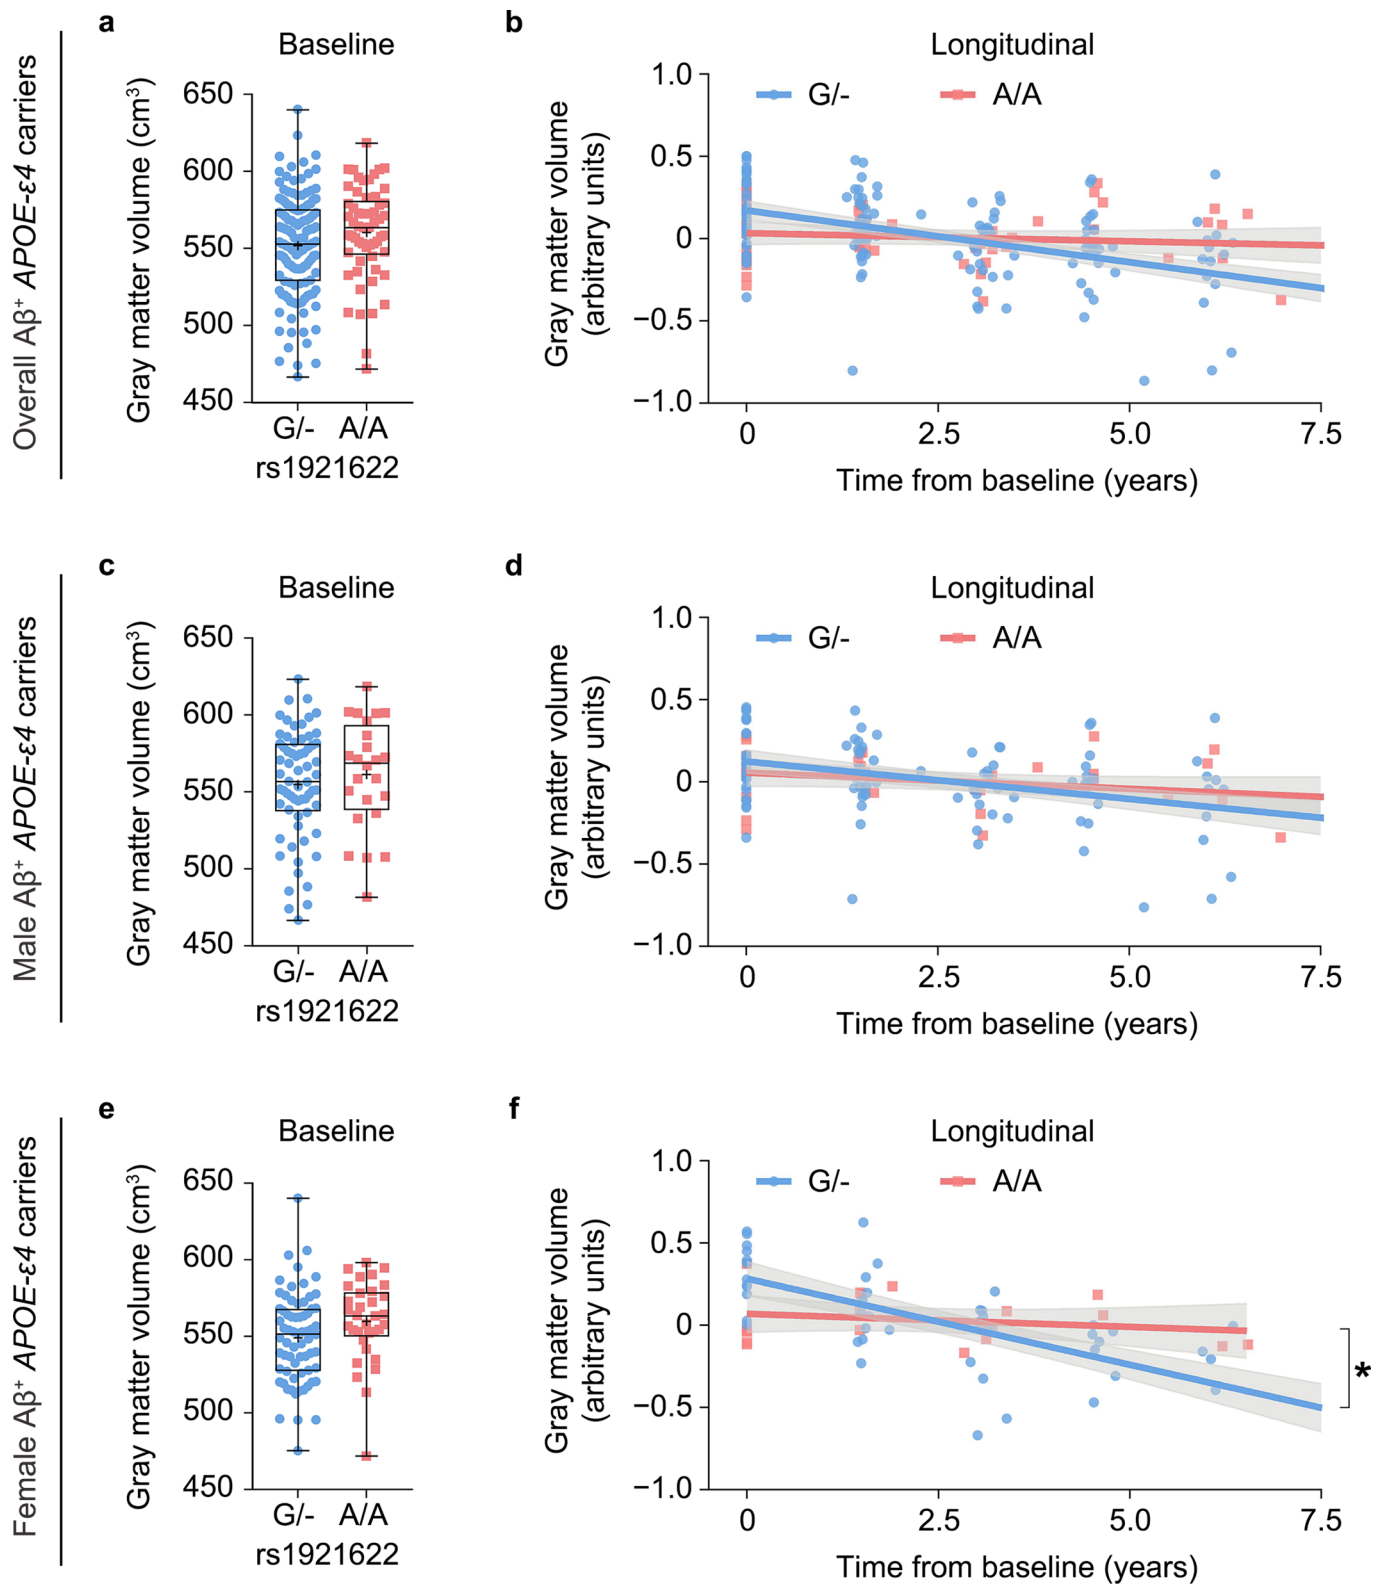 a
Baseline
Overall Aβ⁺ APOE-ε4 carriers
Gray matter volume (cm³)
650
600
550
500
450
G/- A/A
rs1921622
b
Longitudinal
G/- A/A
Gray matter volume
(arbitrary units)
1.0
0.5
0
−0.5
−1.0
0 2.5 5.0 7.5
Time from baseline (years)
c
Baseline
Male Aβ⁺ APOE-ε4 carriers
Gray matter volume (cm³)
650
600
550
500
450
G/- A/A
rs1921622
d
Longitudinal
G/- A/A
Gray matter volume
(arbitrary units)
1.0
0.5
0
−0.5
−1.0
0 2.5 5.0 7.5
Time from baseline (years)
e
Baseline
Female Aβ⁺ APOE-ε4 carriers
Gray matter volume (cm³)
650
600
550
500
450
G/- A/A
rs1921622
f
Longitudinal
G/- A/A
Gray matter volume
(arbitrary units)
1.0
0.5
0
−0.5
−1.0
*
0 2.5 5.0 7.5
Time from baseline (years)